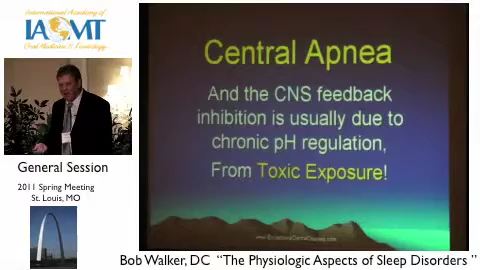 International Academy of
IAOMT
Oral Medicine & Toxicology
General Session
2011 Spring Meeting
St. Louis, MO
Central Apnea
And the CNS feedback
inhibition is usually due to
chronic pH regulation,
From Toxic Exposure!
Bob Walker, DC “The Physiologic Aspects of Sleep Disorders ”